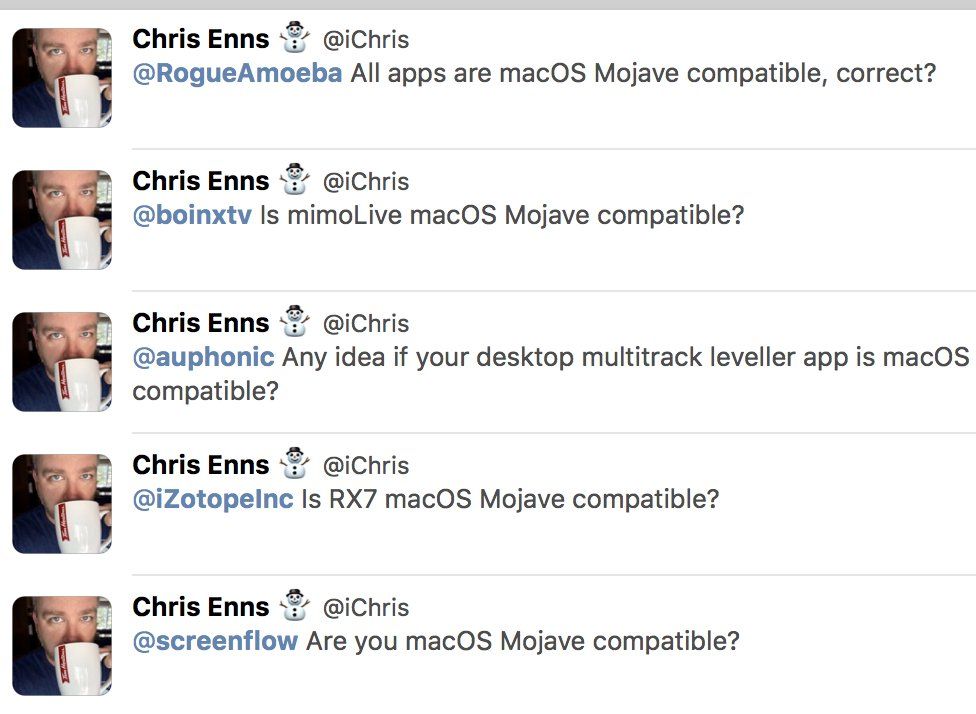 Chris Enns ⛄ @iChris
@RogueAmoeba All apps are macOS Mojave compatible, correct?
Chris Enns ⛄ @iChris
@boinxtv Is mimoLive macOS Mojave compatible?
Chris Enns ⛄ @iChris
@auphonic Any idea if your desktop multitrack leveller app is macOS
compatible?
Chris Enns ⛄ @iChris
@iZotopeInc Is RX7 macOS Mojave compatible?
Chris Enns ⛄ @iChris
@screenflow Are you macOS Mojave compatible?